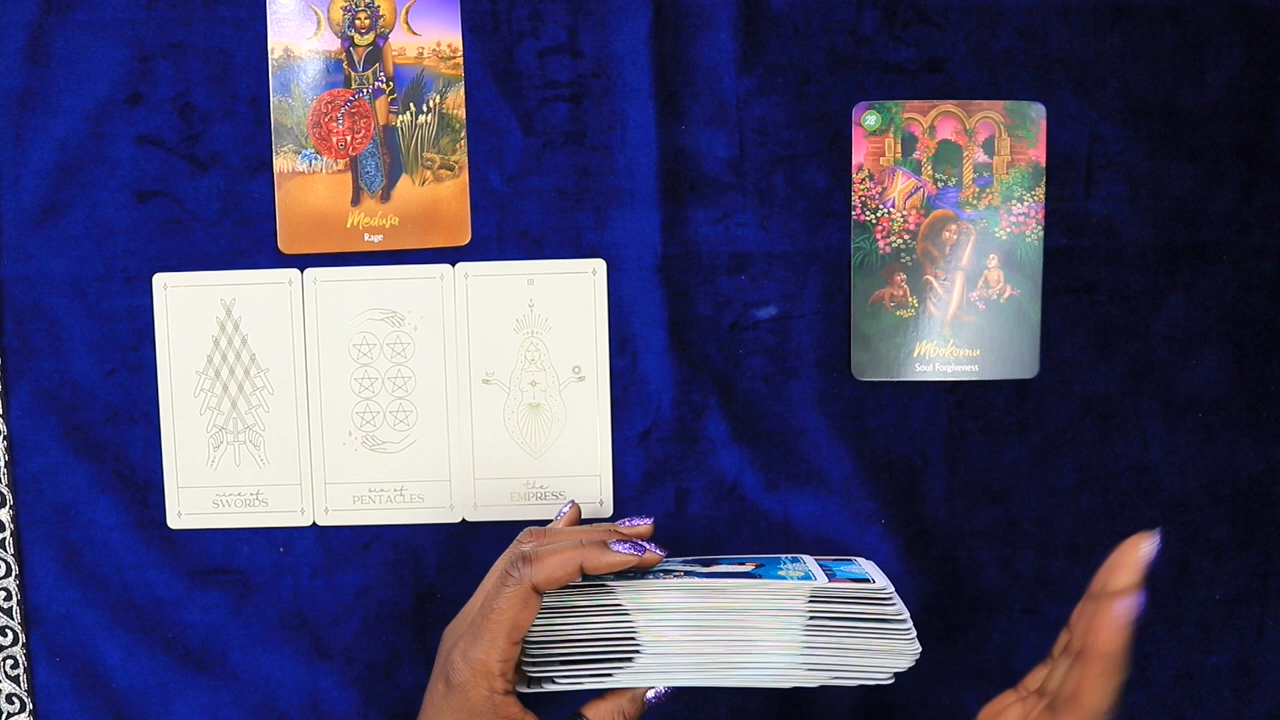 Medusa
Rage
28
Mbokomu
Soul Forgiveness
nine of
SWORDS
six of
PENTACLES
III
the
EMPRESS